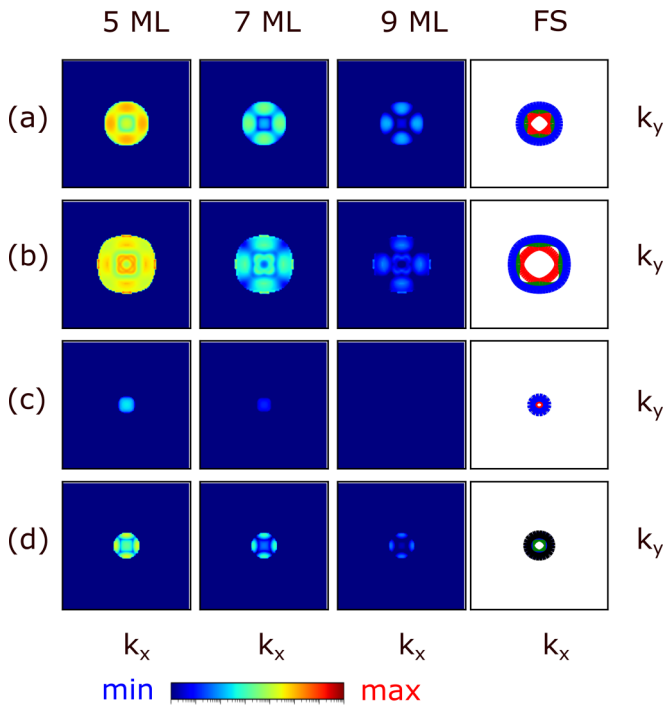 5 ML 7 ML 9 ML FS
(a) k_y
(b) k_y
(c) k_y
(d) k_y
k_x k_x k_x k_x
min max